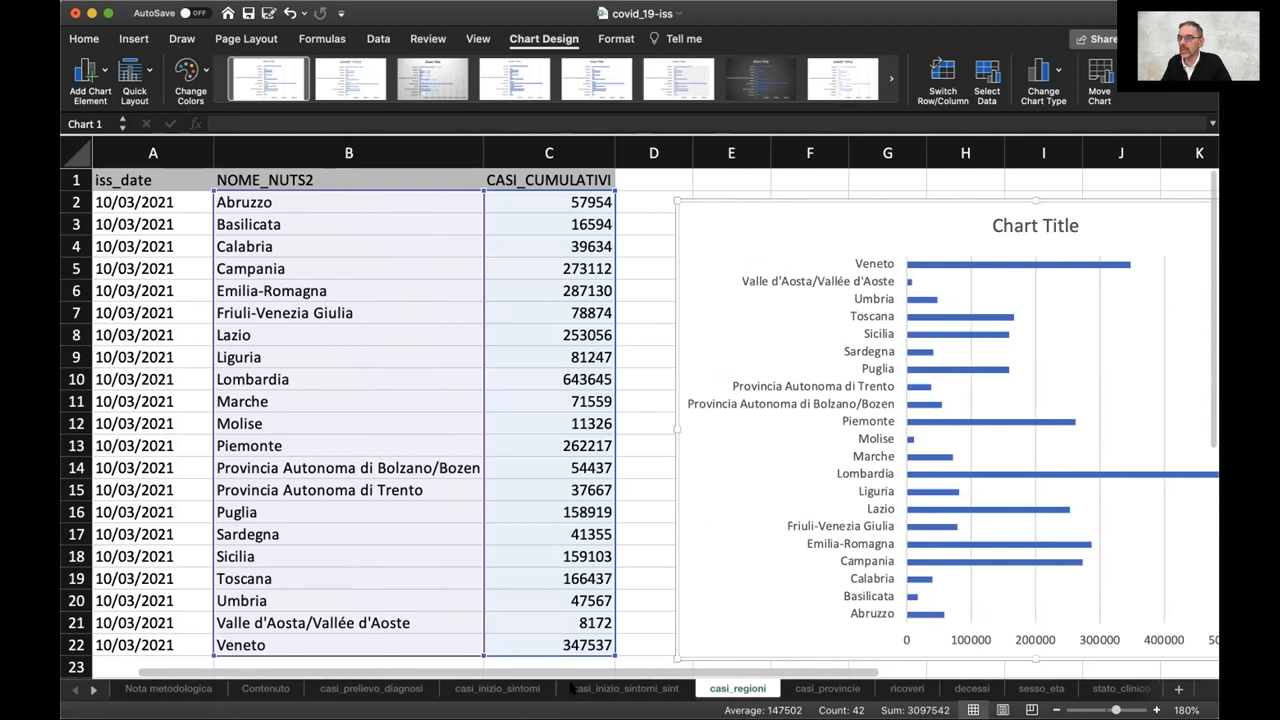 AutoSave OFF covid_19-iss
Home Insert Draw Page Layout Formulas Data Review View Chart Design Format Tell me Share
Add Chart Element Quick Layout Change Colors Switch Row/Column Select Data Change Chart Type Move Chart
Chart 1 fx
A B C D E F G H I J K
1 iss_date NOME_NUTS2 CASI_CUMULATIVI
2 10/03/2021 Abruzzo 57954
3 10/03/2021 Basilicata 16594
4 10/03/2021 Calabria 39634
5 10/03/2021 Campania 273112
6 10/03/2021 Emilia-Romagna 287130
7 10/03/2021 Friuli-Venezia Giulia 78874
8 10/03/2021 Lazio 253056
9 10/03/2021 Liguria 81247
10 10/03/2021 Lombardia 643645
11 10/03/2021 Marche 71559
12 10/03/2021 Molise 11326
13 10/03/2021 Piemonte 262217
14 10/03/2021 Provincia Autonoma di Bolzano/Bozen 54437
15 10/03/2021 Provincia Autonoma di Trento 37667
16 10/03/2021 Puglia 158919
17 10/03/2021 Sardegna 41355
18 10/03/2021 Sicilia 159103
19 10/03/2021 Toscana 166437
20 10/03/2021 Umbria 47567
21 10/03/2021 Valle d'Aosta/Vallée d'Aoste 8172
22 10/03/2021 Veneto 347537
23
Chart Title
Veneto
Valle d'Aosta/Vallée d'Aoste
Umbria
Toscana
Sicilia
Sardegna
Puglia
Provincia Autonoma di Trento
Provincia Autonoma di Bolzano/Bozen
Piemonte
Molise
Marche
Lombardia
Liguria
Lazio
Friuli-Venezia Giulia
Emilia-Romagna
Campania
Calabria
Basilicata
Abruzzo
0 100000 200000 300000 400000 50
Nota metodologica Contenuto casi_prelievo_diagnosi casi_inizio_sintomi casi_inizio_sintomi_sint casi_regioni casi_provincie ricoveri decessi sesso_eta stato_clinico
Average: 147502 Count: 42 Sum: 3097542 180%